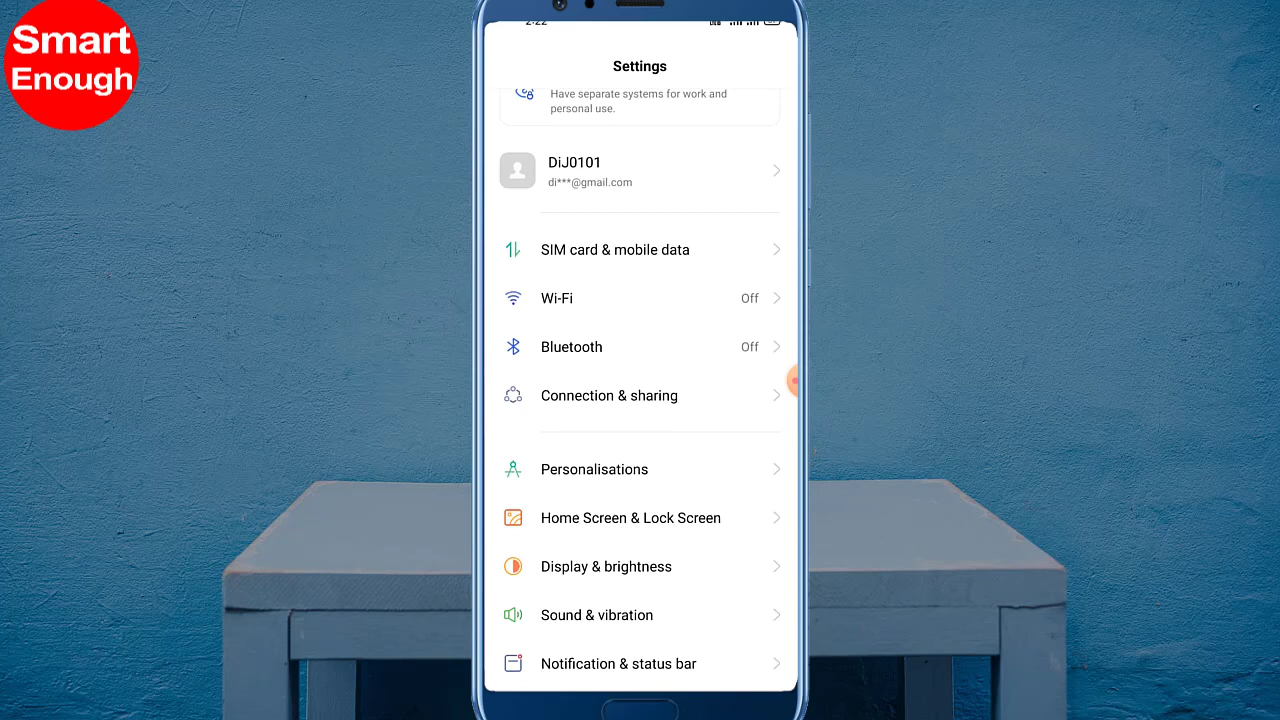 Smart
Enough
2:22
Settings
Have separate systems for work and
personal use.
DiJ0101
di***@gmail.com
SIM card & mobile data
Wi-Fi Off
Bluetooth Off
Connection & sharing
Personalisations
Home Screen & Lock Screen
Display & brightness
Sound & vibration
Notification & status bar